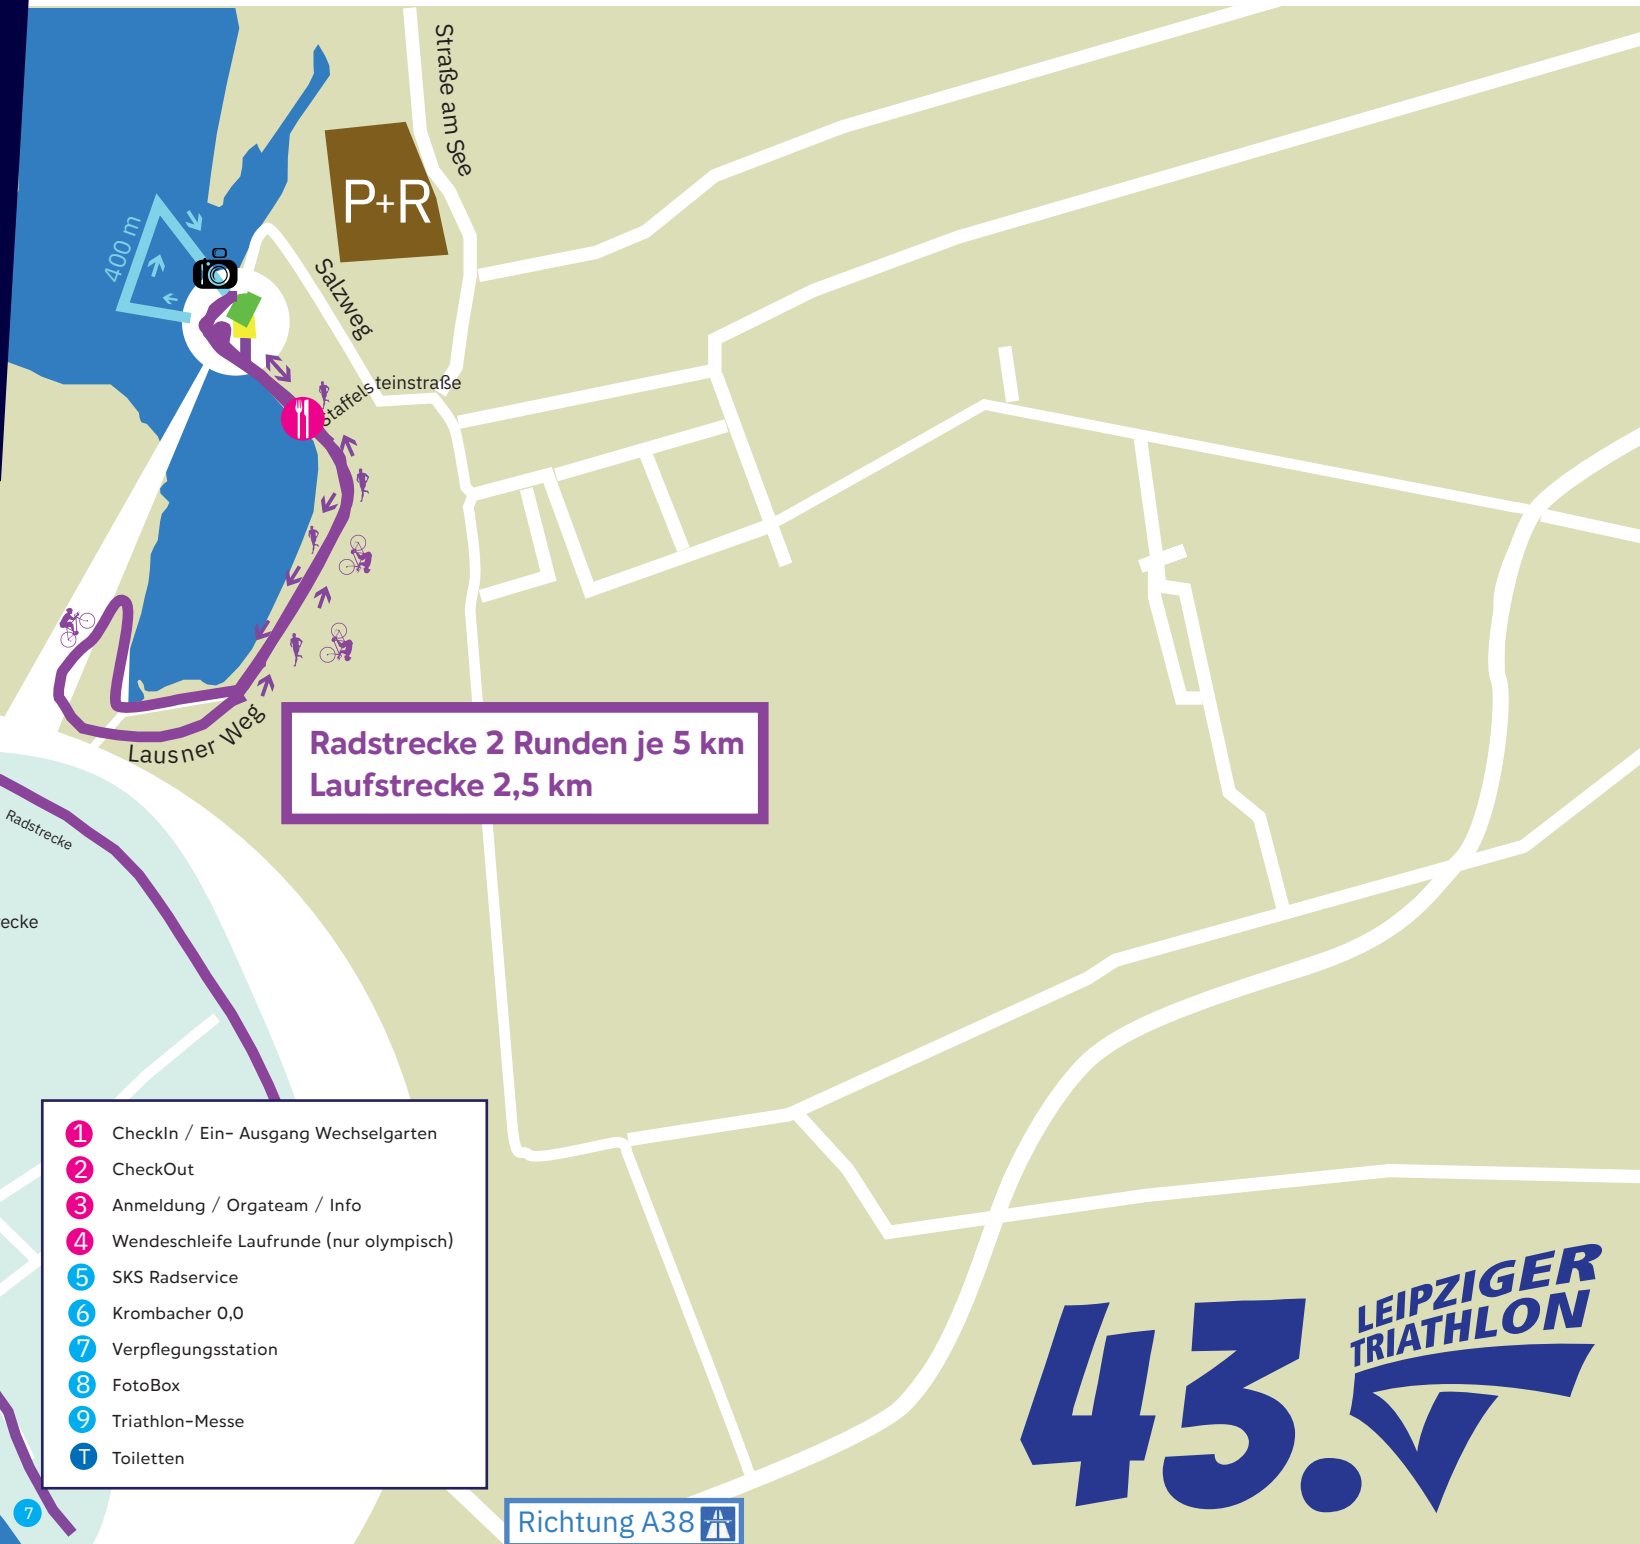 Straße am See
P+R
400 m
Salzweg
Staffelsteinstraße
Lausner Weg
Radstrecke 2 Runden je 5 km
Laufstrecke 2,5 km
Radstrecke
ecke
1 CheckIn / Ein- Ausgang Wechselgarten
2 CheckOut
3 Anmeldung / Orgateam / Info
4 Wendeschleife Laufrunde (nur olympisch)
5 SKS Radservice
6 Krombacher 0,0
7 Verpflegungsstation
8 FotoBox
9 Triathlon-Messe
T Toiletten
7
Richtung A38
43. LEIPZIGER
TRIATHLON